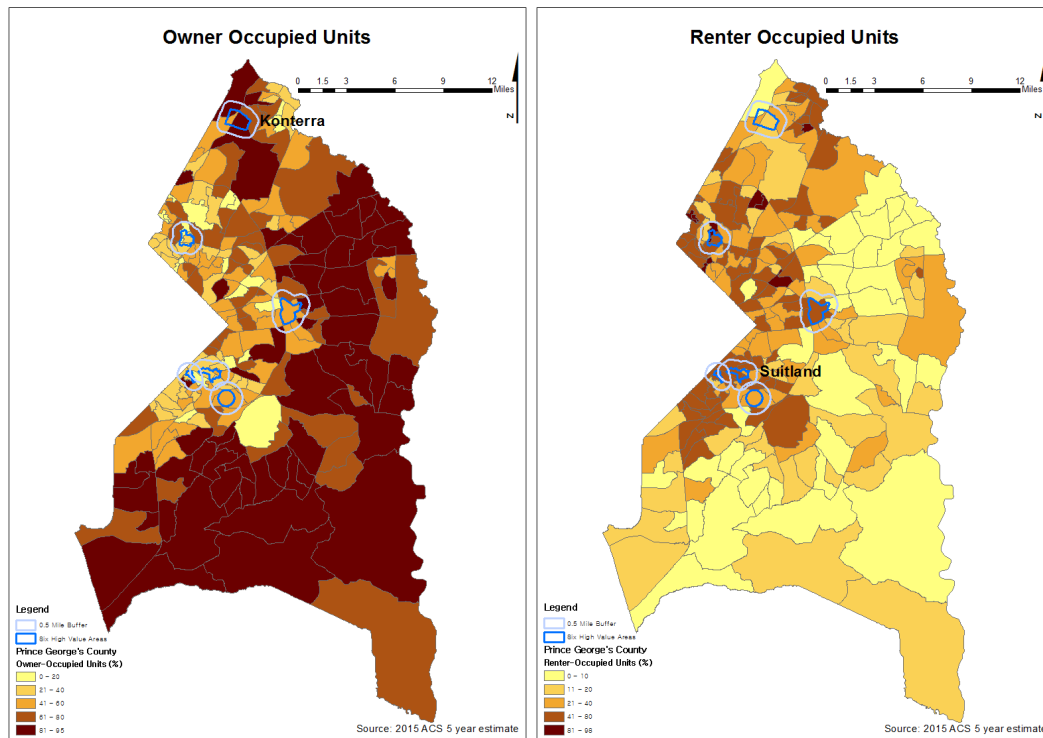 Owner Occupied Units
0 1.5 3 6 9 12
Miles
N
Konterra
Legend
0.5 Mile Buffer
Six High Value Areas
Prince George's County
Owner-Occupied Units (%)
0 - 20
21 - 40
41 - 60
61 - 80
81 - 95
Source: 2015 ACS 5 year estimate
Renter Occupied Units
0 1.5 3 6 9 12
Miles
N
Suitland
Legend
0.5 Mile Buffer
Six High Value Areas
Prince George's County
Renter-Occupied Units (%)
0 - 10
11 - 20
21 - 40
41 - 80
81 - 98
Source: 2015 ACS 5 year estimate